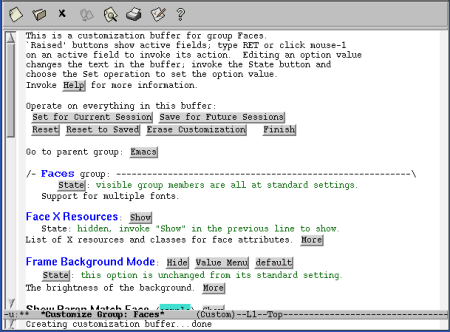 This is a customization buffer for group Faces.
`Raised' buttons show active fields; type RET or click mouse-1
on an active field to invoke its action.  Editing an option value
changes the text in the buffer; invoke the State button and
choose the Set operation to set the option value.
Invoke Help for more information.
Operate on everything in this buffer:
Set for Current Session  Save for Future Sessions
Reset  Reset to Saved  Erase Customization  Finish
Go to parent group: Emacs
/- Faces group: --------------------------------------------------------\
State: visible group members are all at standard settings.
Support for multiple fonts.
Face X Resources: Show
State: hidden, invoke "Show" in the previous line to show.
List of X resources and classes for face attributes. More
Frame Background Mode: Hide  Value Menu  default
State: this option is unchanged from its standard setting.
The brightness of the background. More
Show Paren Match Face: (sample) Show
-u:**  *Customize Group: Faces*  (Custom)--L1--Top--------------------
Creating customization buffer...done